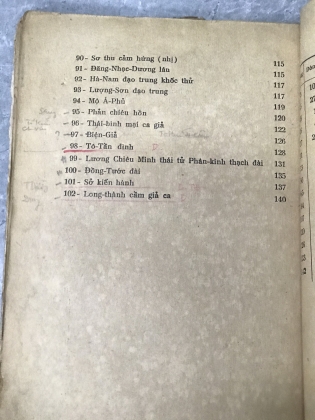 90- Sơ thu cảm hứng (nhị) 115
91- Đăng-Nhạc-Dương lâu 115
92- Hà-Nam đạo trung khốc thử 117
93- Lượng-Sơn đạo trung 117
94- Mộ Á-Phủ 119
95- Phản chiêu hồn 120
96- Thái-bình mại ca giả 122
97- Điện-Giả 126
98- Tô-Tần đình 128
99- Lương Chiêu Minh thái tử Phân-kinh thạch đài 131
100- Đồng-Tước đài 135
101- Sở kiến hành 137
102- Long-thành cầm giả ca 140